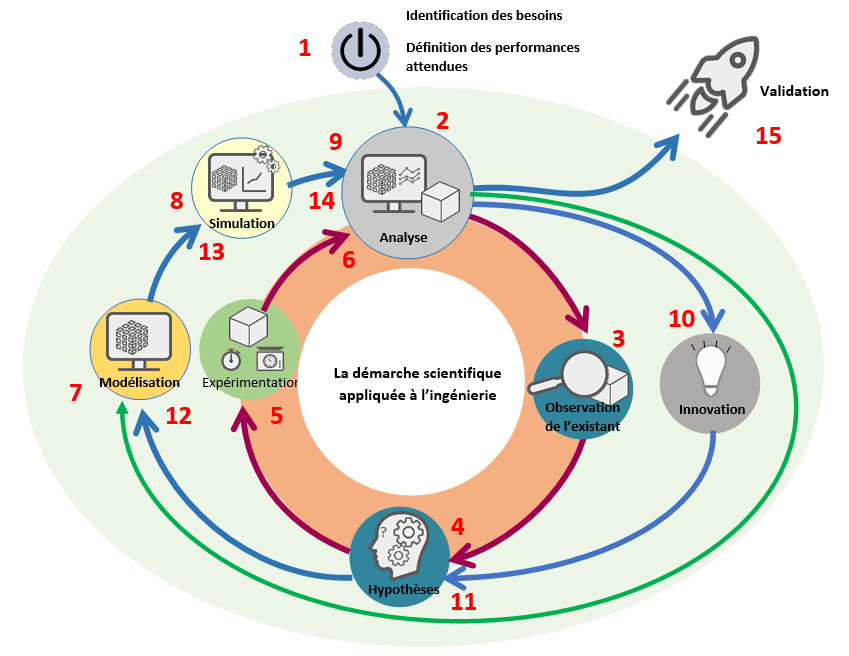 Identification des besoins
1
Définition des performances
attendues
2
Validation
15
9
8
Simulation
14
Analyse
13
6
10
3
La démarche scientifique
appliquée à l'ingénierie
7
Modélisation
Expérimentation
12
5
Observation
de l'existant
Innovation
4
?
Hypothèses
11